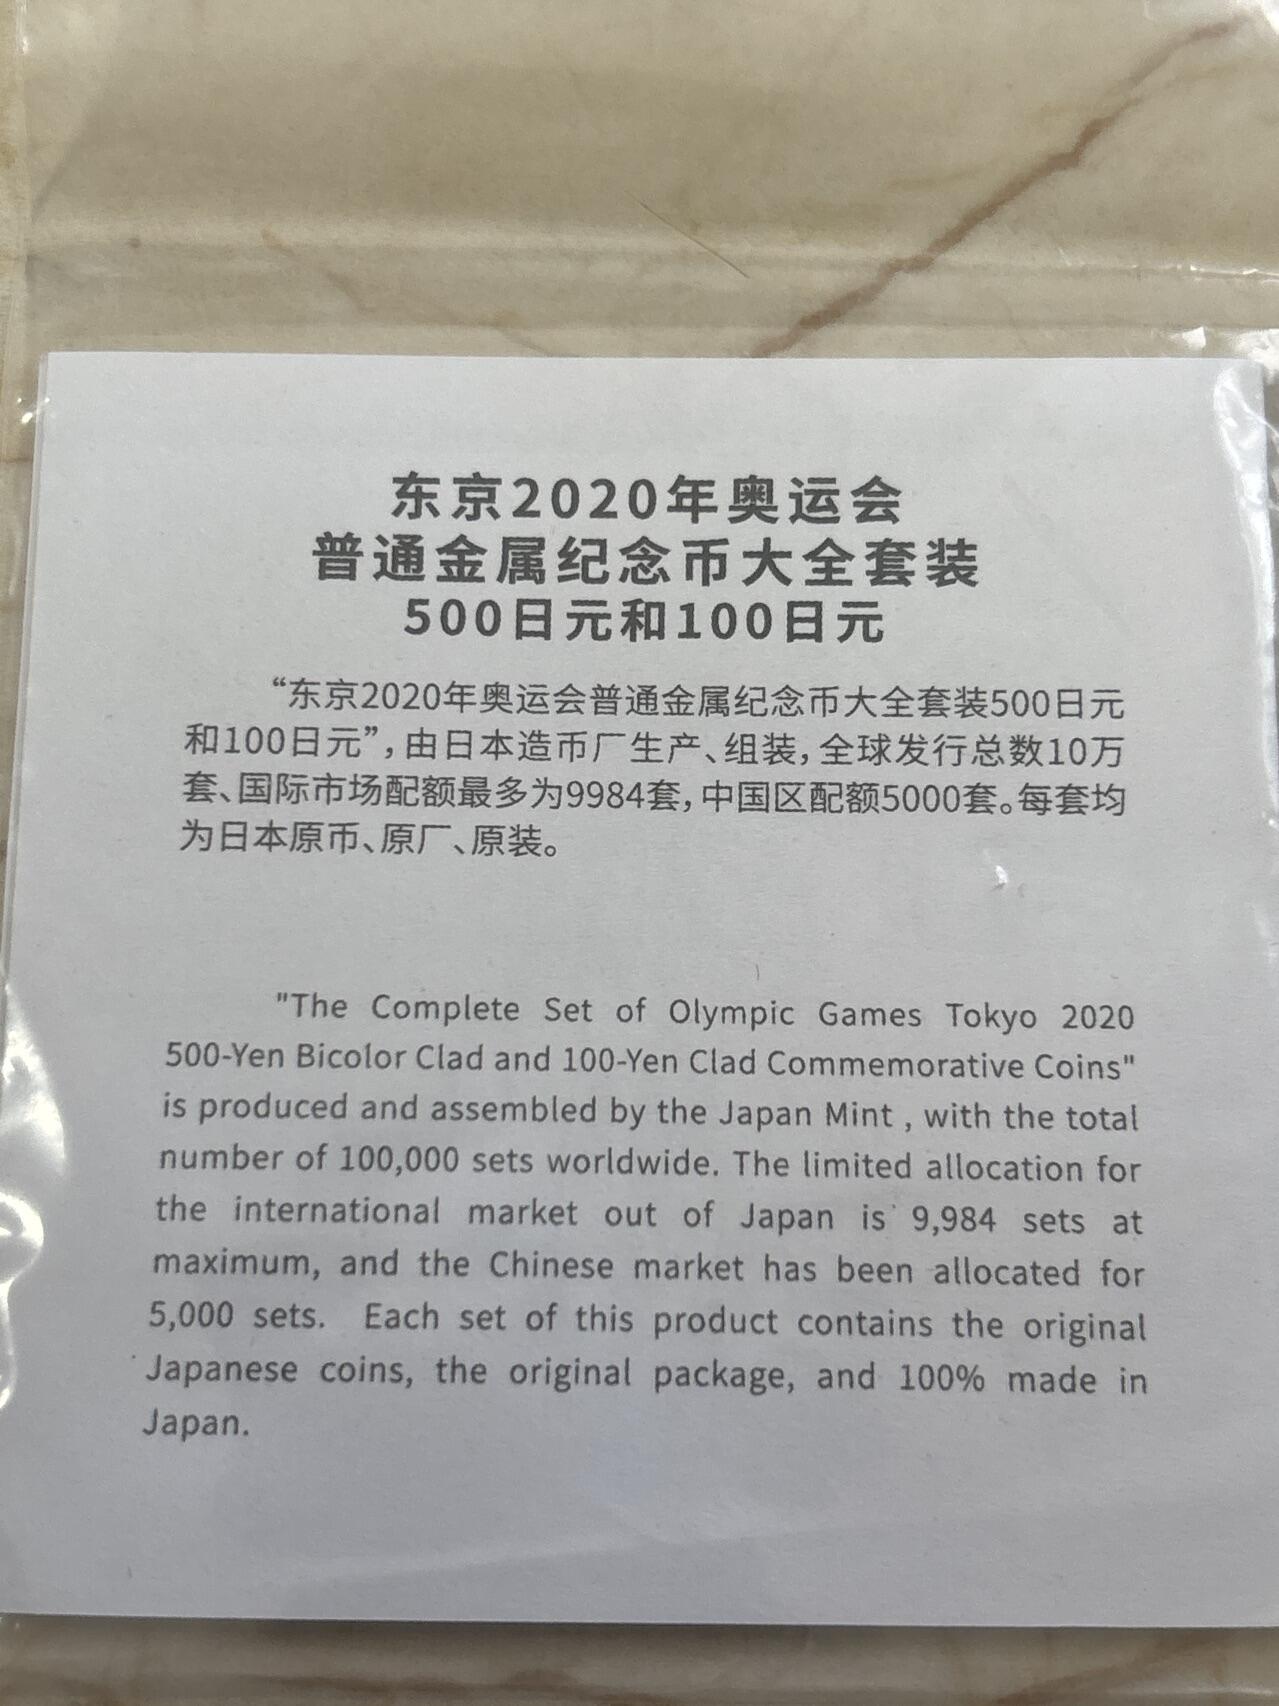 东京2020年奥运会
普通金属纪念币大全套装
500日元和100日元
“东京2020年奥运会普通金属纪念币大全套装500日元
和100日元”,由日本造币厂生产、组装,全球发行总数10万
套、国际市场配额最多为9984套,中国区配额5000套。每套均
为日本原币、原厂、原装。
"The Complete Set of Olympic Games Tokyo 2020
500-Yen Bicolor Clad and 100-Yen Clad Commemorative Coins"
is produced and assembled by the Japan Mint , with the total
number of 100,000 sets worldwide. The limited allocation for
the international market out of Japan is 9,984 sets at
maximum, and the Chinese market has been allocated for
5,000 sets. Each set of this product contains the original
Japanese coins, the original package, and 100% made in
Japan.